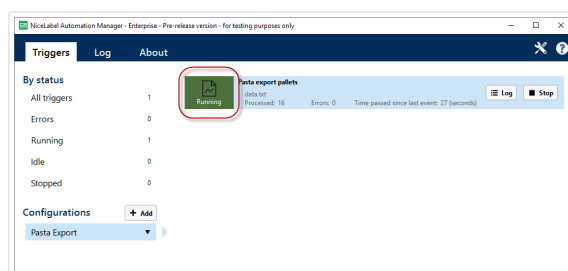 NiceLabel Automation Manager - Enterprise - Pre-release version - for testing purposes only
Triggers Log About
By status
All triggers 1
Errors 0
Running 1
Idle 0
Stopped 0
Configurations + Add
Pasta Export
Running
Pasta export pallets
data.txt
Processed: 16 Errors: 0 Time passed since last event: 27 (seconds)
Log Stop